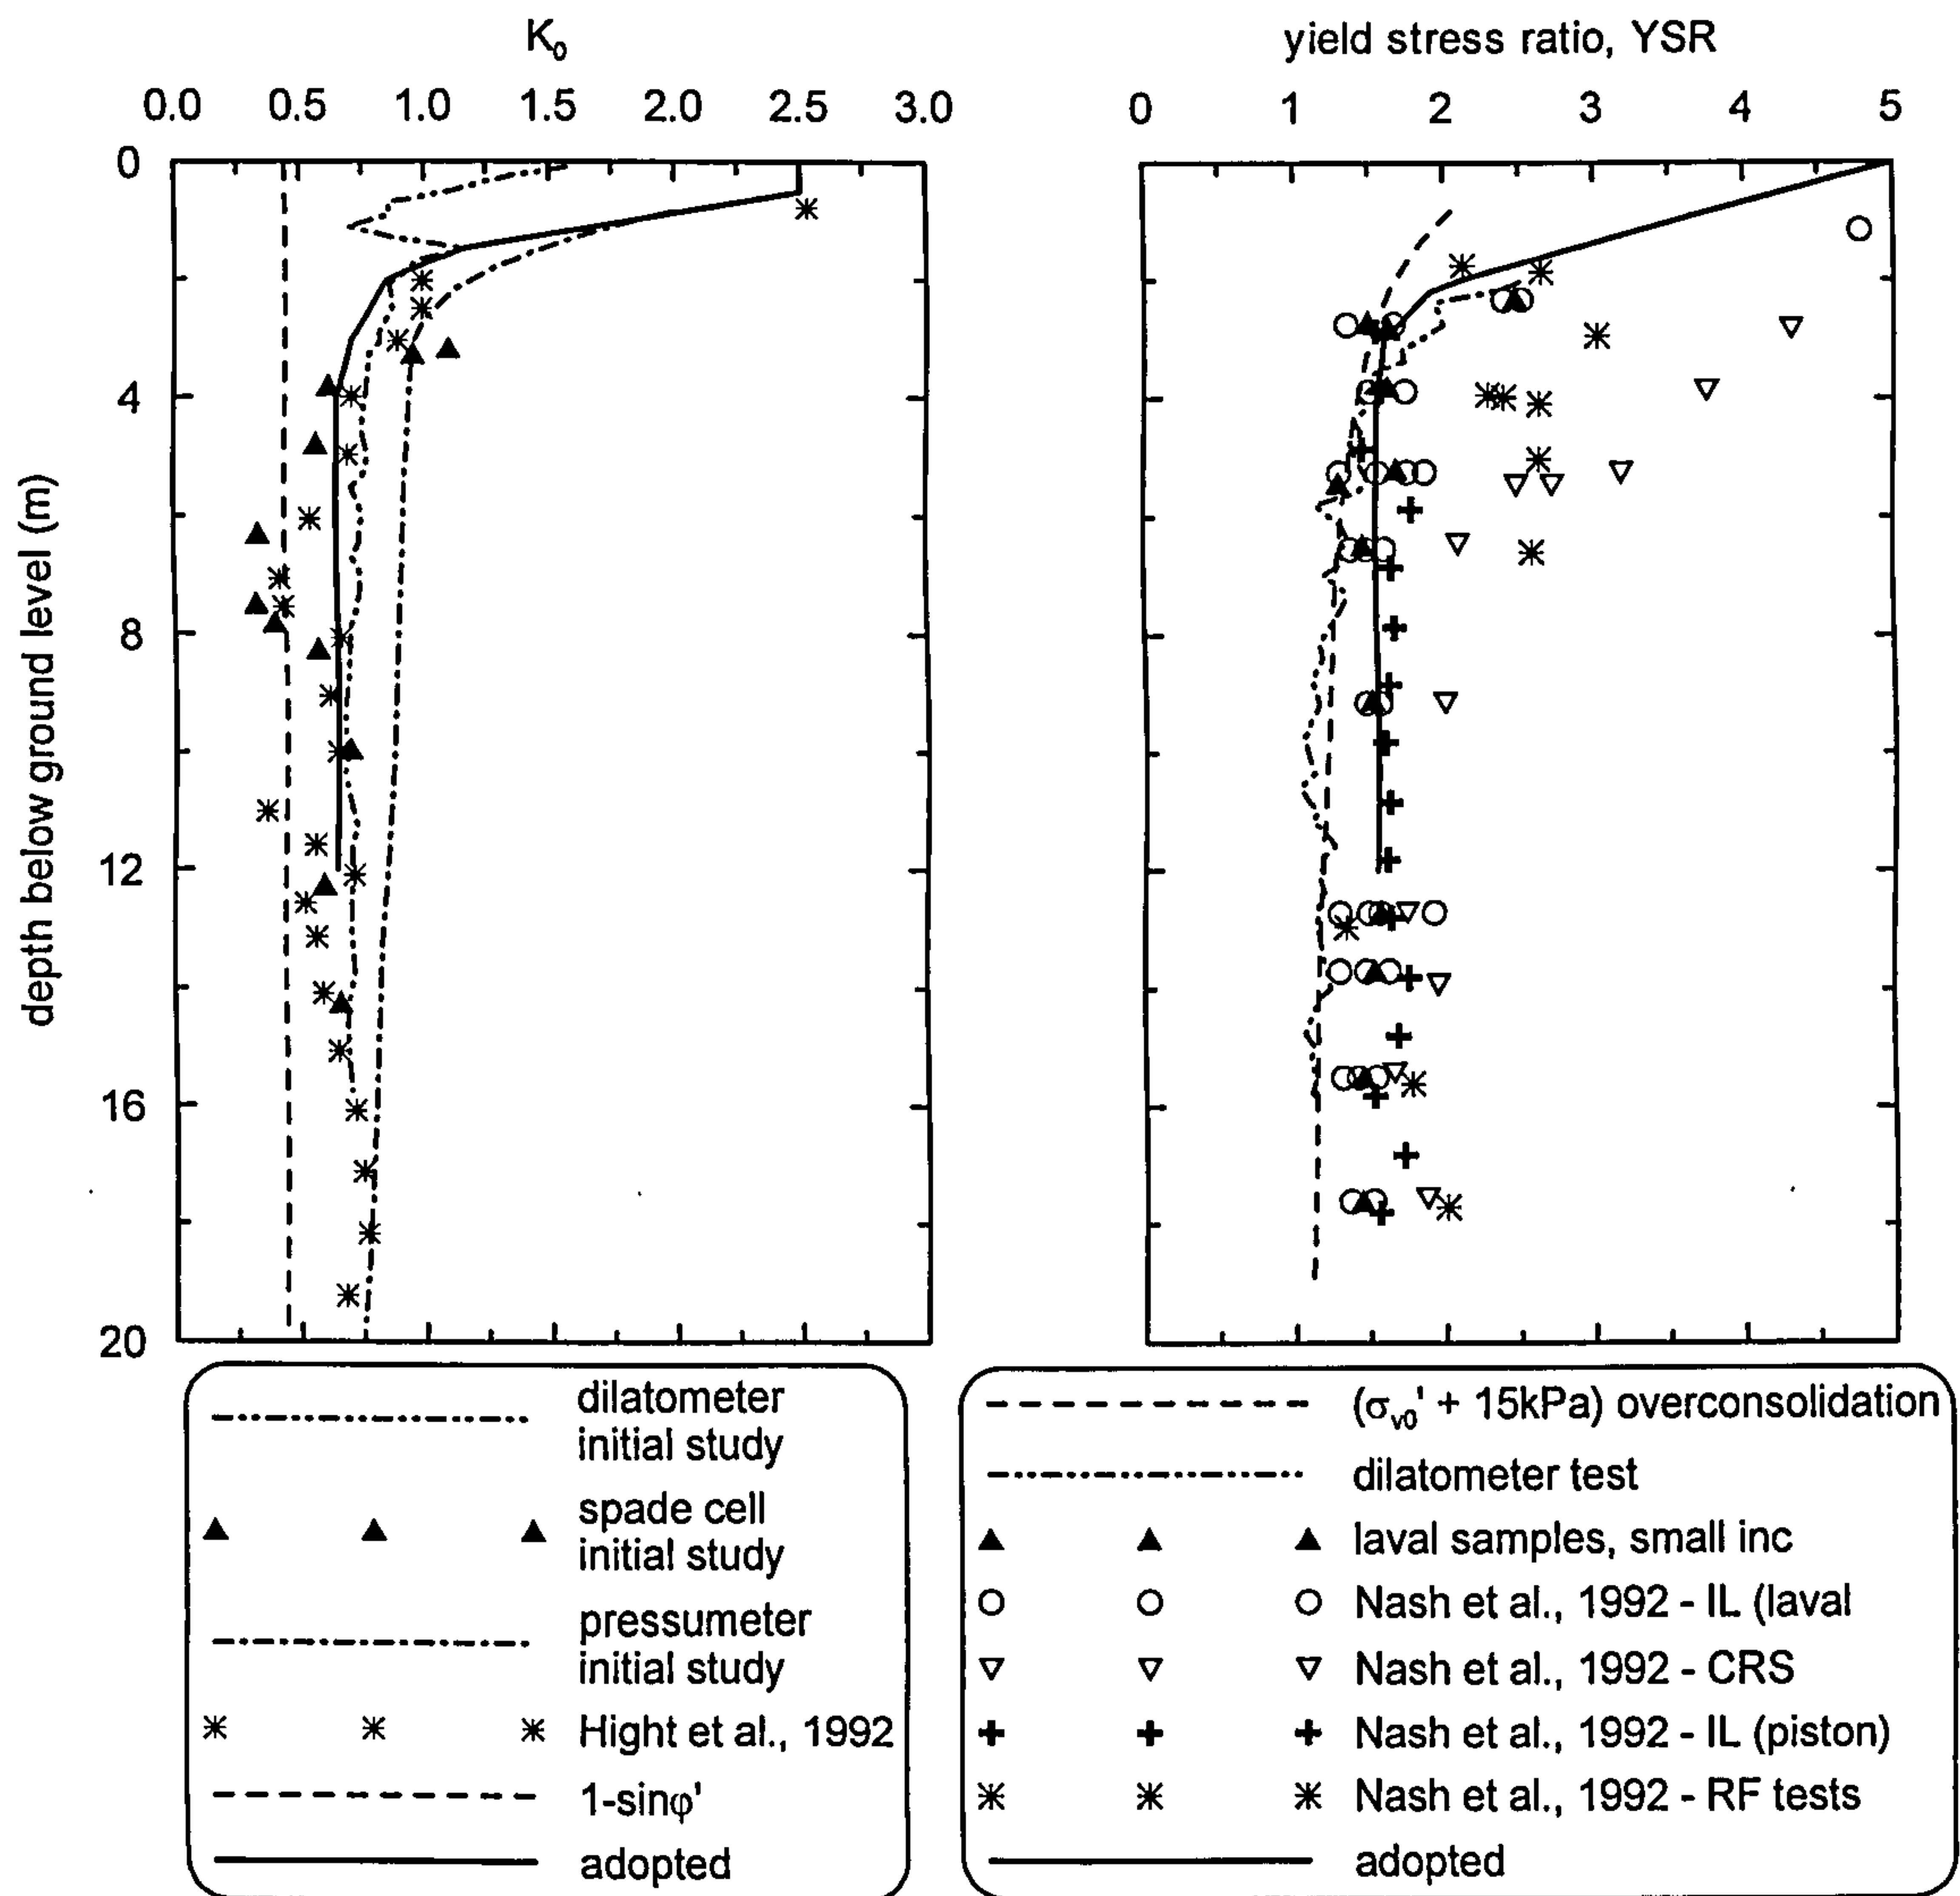 K₀
0.0 0.5 1.0 1.5 2.0 2.5 3.0
depth below ground level (m)
0
4
8
12
16
20
dilatometer
initial study
spade cell
initial study
pressumeter
initial study
Hight et al., 1992
1-sinφ'
adopted
yield stress ratio, YSR
0 1 2 3 4 5
(σv0' + 15kPa) overconsolidation
dilatometer test
laval samples, small inc
Nash et al., 1992 - IL (laval
Nash et al., 1992 - CRS
Nash et al., 1992 - IL (piston)
Nash et al., 1992 - RF tests
adopted